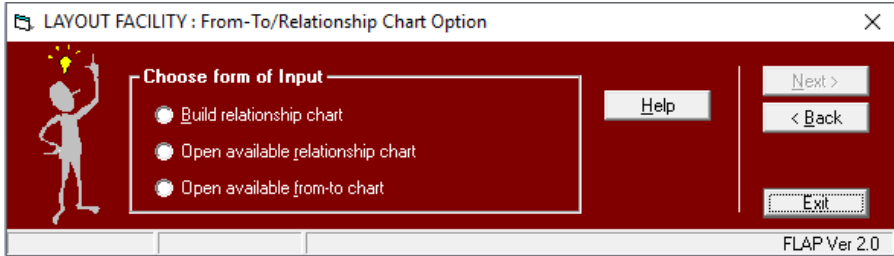 LAYOUT FACILITY : From-To/Relationship Chart Option
Choose form of Input
Build relationship chart
Open available relationship chart
Open available from-to chart
Help
Next >
< Back
Exit
FLAP Ver 2.0